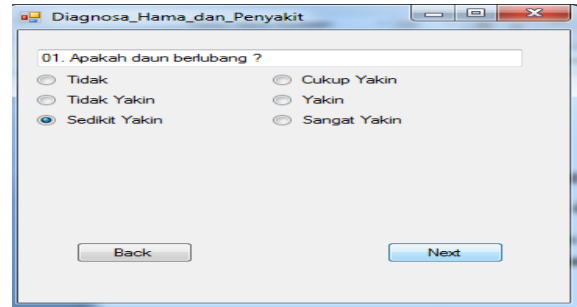 Diagnosa_Hama_dan_Penyakit
01. Apakah daun berlubang ?
Tidak
Cukup Yakin
Tidak Yakin
Yakin
Sedikit Yakin
Sangat Yakin
Back
Next